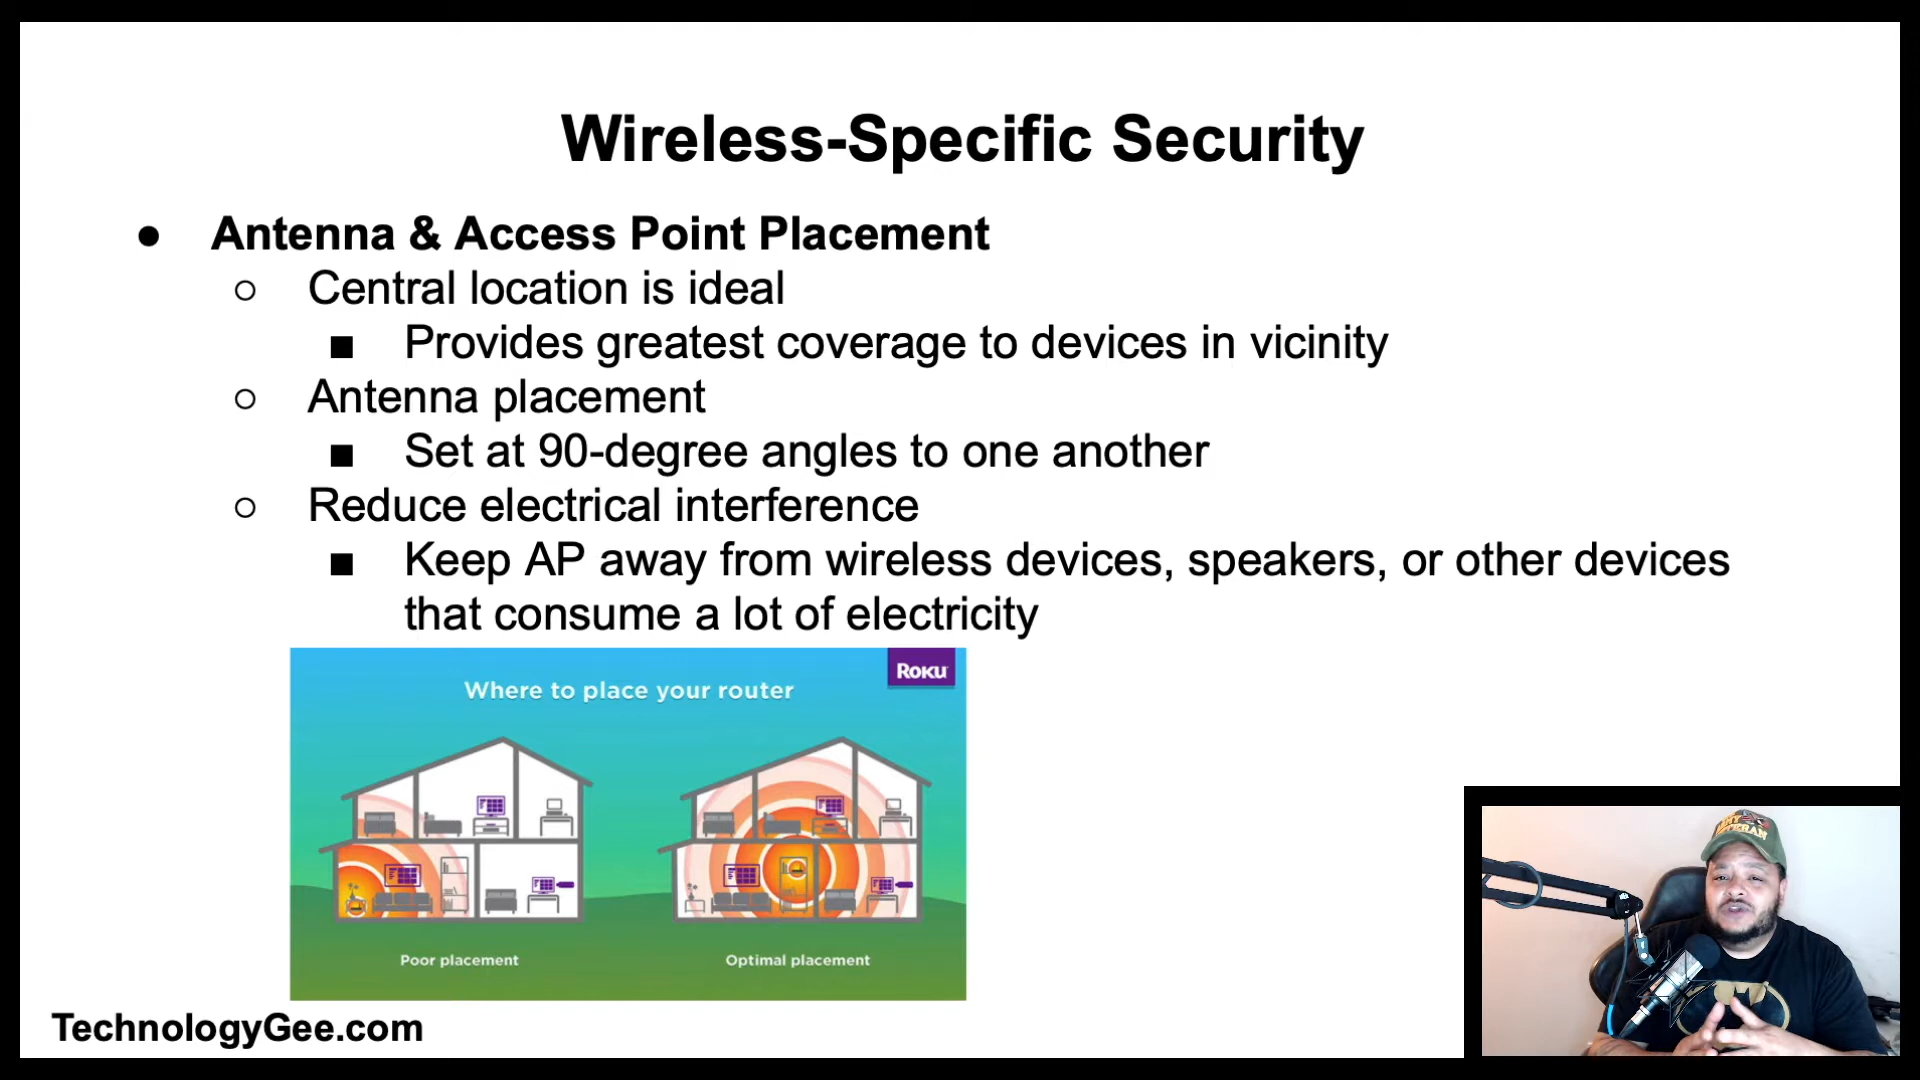 Wireless-Specific Security
● Antenna & Access Point Placement
○ Central location is ideal
■ Provides greatest coverage to devices in vicinity
○ Antenna placement
■ Set at 90-degree angles to one another
○ Reduce electrical interference
■ Keep AP away from wireless devices, speakers, or other devices
that consume a lot of electricity
Roku
Where to place your router
Poor placement
Optimal placement
VETERAN
TechnologyGee.com